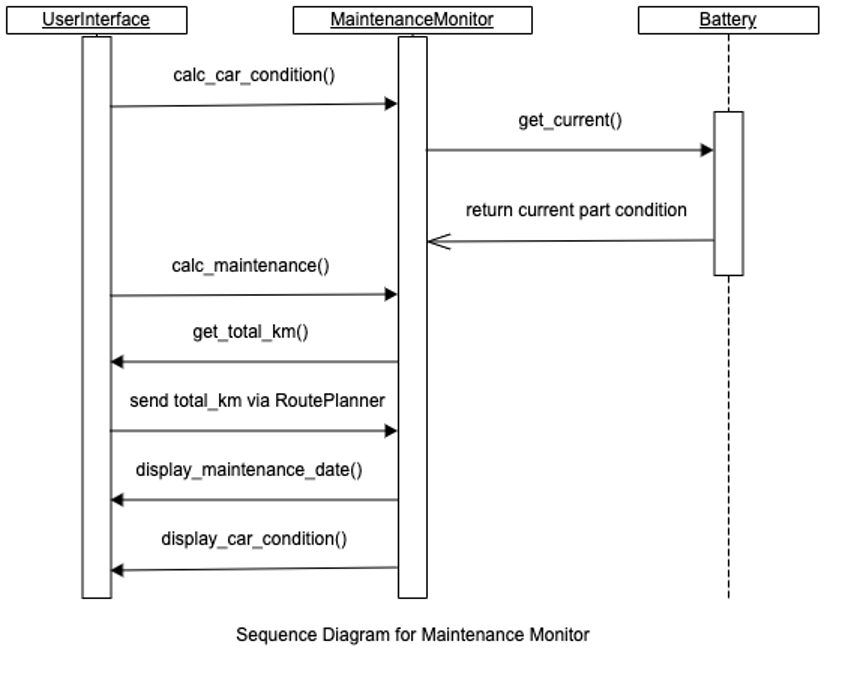 UserInterface
MaintenanceMonitor
Battery
calc_car_condition()
get_current()
return current part condition
calc_maintenance()
get_total_km()
send total_km via RoutePlanner
display_maintenance_date()
display_car_condition()
Sequence Diagram for Maintenance Monitor